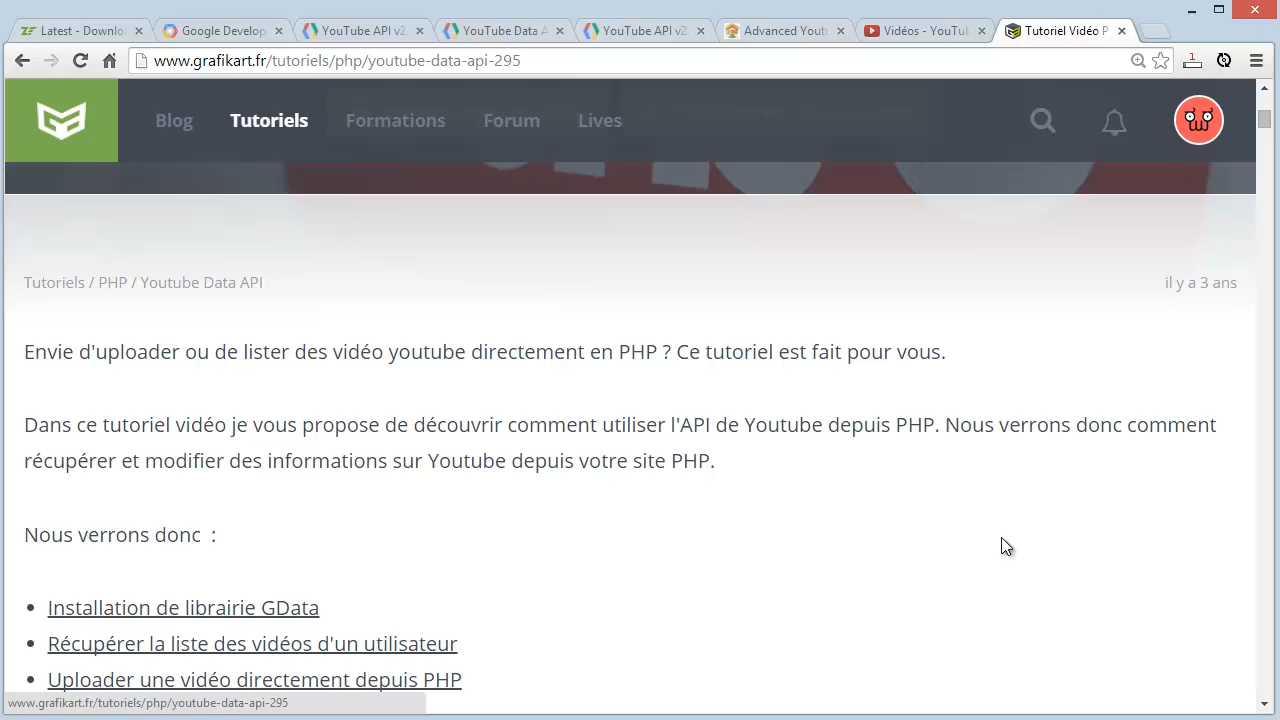 Latest - Downlo
Google Develop
YouTube API v2
YouTube Data A
YouTube API v2
Advanced Yout
Vidéos - YouTub
Tutoriel Vidéo P
www.grafikart.fr/tutoriels/php/youtube-data-api-295
1
Blog
Tutoriels
Formations
Forum
Lives
Tutoriels / PHP / Youtube Data API
il y a 3 ans
Envie d'uploader ou de lister des vidéo youtube directement en PHP ? Ce tutoriel est fait pour vous.
Dans ce tutoriel vidéo je vous propose de découvrir comment utiliser l'API de Youtube depuis PHP. Nous verrons donc comment
récupérer et modifier des informations sur Youtube depuis votre site PHP.
Nous verrons donc :
Installation de librairie GData
Récupérer la liste des vidéos d'un utilisateur
Uploader une vidéo directement depuis PHP
www.grafikart.fr/tutoriels/php/youtube-data-api-295